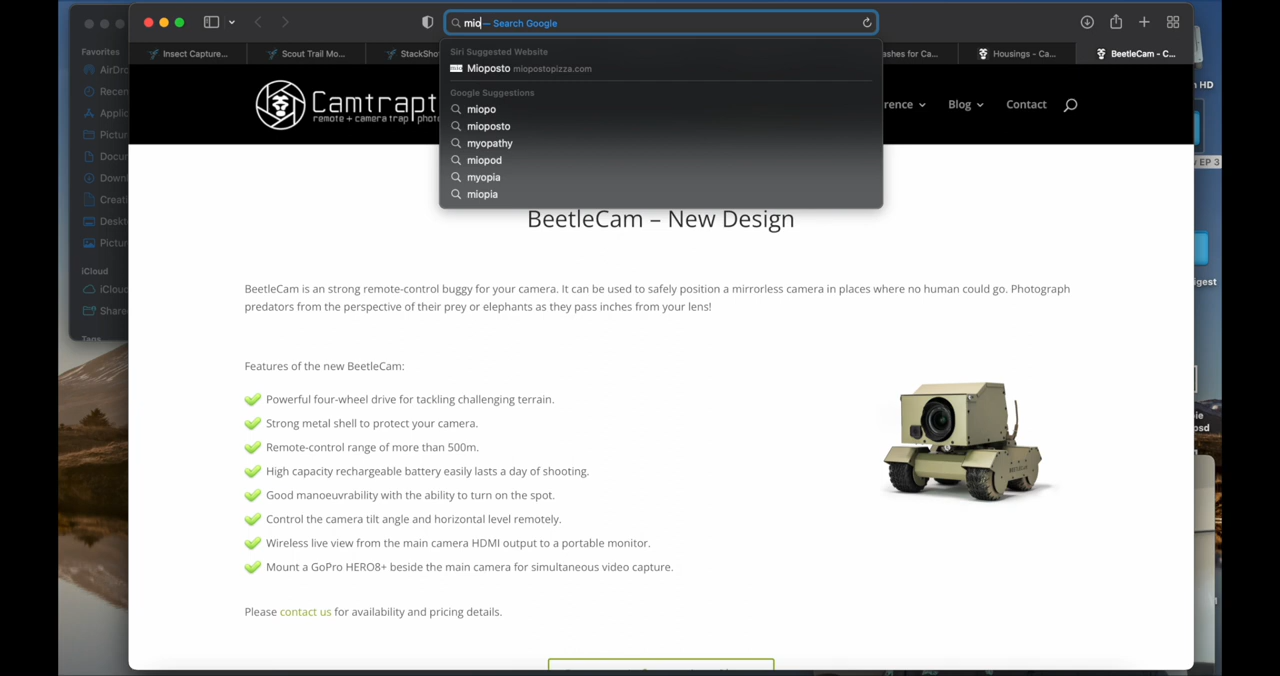 mio — Search Google
Siri Suggested Website
Mioposto miopostopizza.com
Google Suggestions
miopo
mioposto
myopathy
miopod
myopia
miopia
Favorites
AirDro
Recen
Applic
Pictur
Docu
Down
Creati
Deskt
Pictur
iCloud
iCloud
Share
Tags
Insect Capture...
Scout Trail Mo...
StackSho
ashes for Ca...
Housings - Ca...
BeetleCam - C...
HD
EP 3
gest
Camtrapt
remote + camera trap photo
rence
Blog
Contact
BeetleCam – New Design
BeetleCam is an strong remote-control buggy for your camera. It can be used to safely position a mirrorless camera in places where no human could go. Photograph
predators from the perspective of their prey or elephants as they pass inches from your lens!
Features of the new BeetleCam:
Powerful four-wheel drive for tackling challenging terrain.
Strong metal shell to protect your camera.
Remote-control range of more than 500m.
High capacity rechargeable battery easily lasts a day of shooting.
Good manoeuvrability with the ability to turn on the spot.
Control the camera tilt angle and horizontal level remotely.
Wireless live view from the main camera HDMI output to a portable monitor.
Mount a GoPro HERO8+ beside the main camera for simultaneous video capture.
BEETLECAM
Please contact us for availability and pricing details.